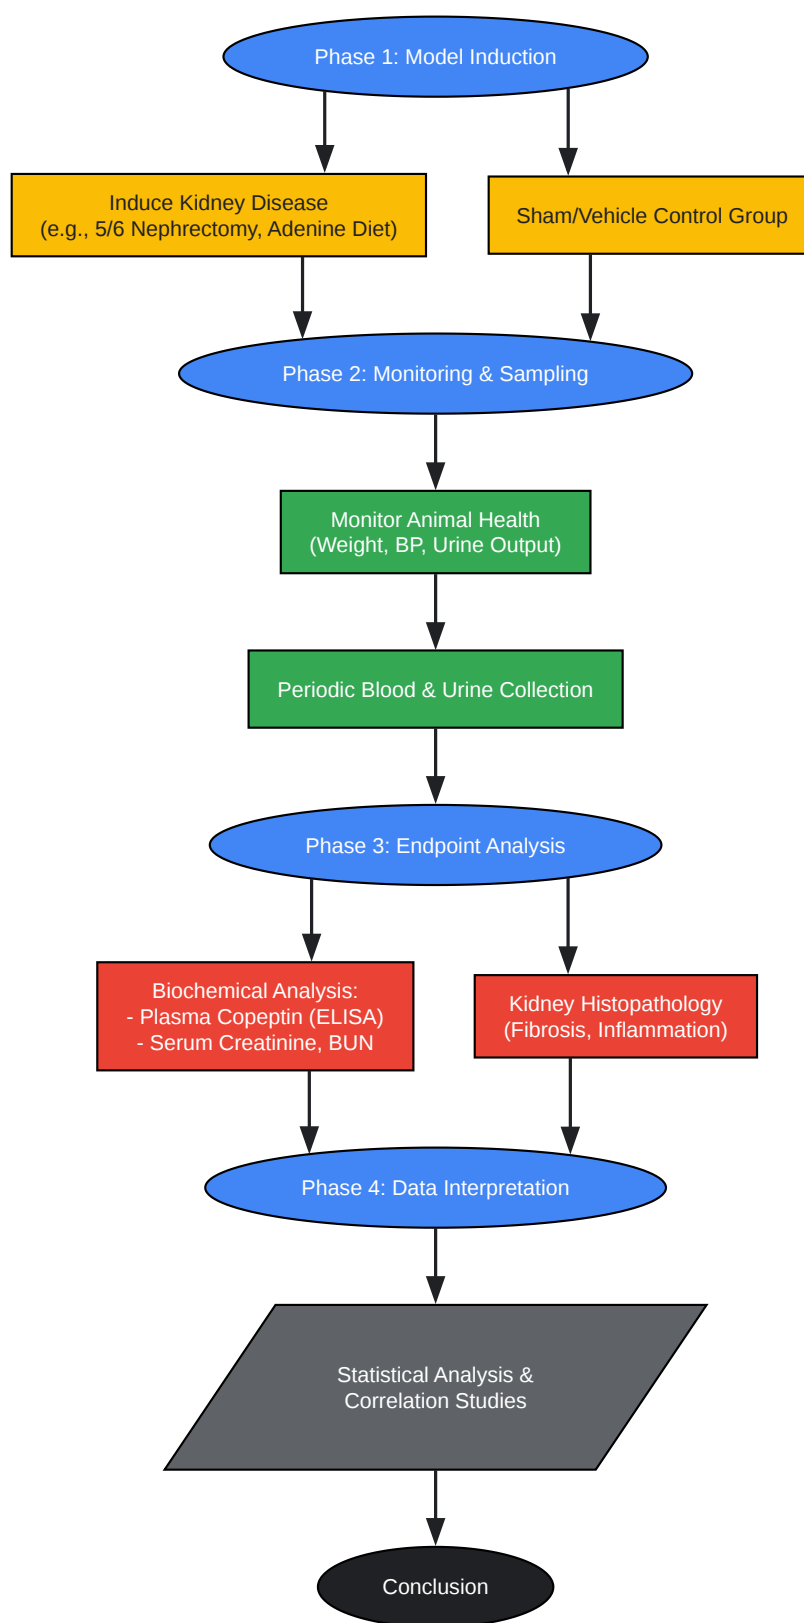 Phase 1: Model Induction
Induce Kidney Disease
(e.g., 5/6 Nephrectomy, Adenine Diet)
Sham/Vehicle Control Group
Phase 2: Monitoring & Sampling
Monitor Animal Health
(Weight, BP, Urine Output)
Periodic Blood & Urine Collection
Phase 3: Endpoint Analysis
Biochemical Analysis:
- Plasma Copeptin (ELISA)
- Serum Creatinine, BUN
Kidney Histopathology
(Fibrosis, Inflammation)
Phase 4: Data Interpretation
Statistical Analysis &
Correlation Studies
Conclusion